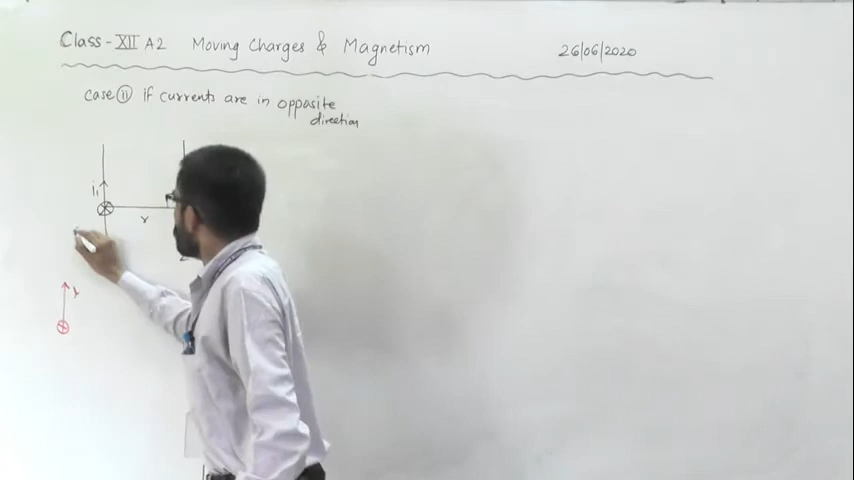 Class - XII A2 Moving Charges & Magnetism 26/06/2020
Case (ii) if currents are in opposite
direction
i₁
r